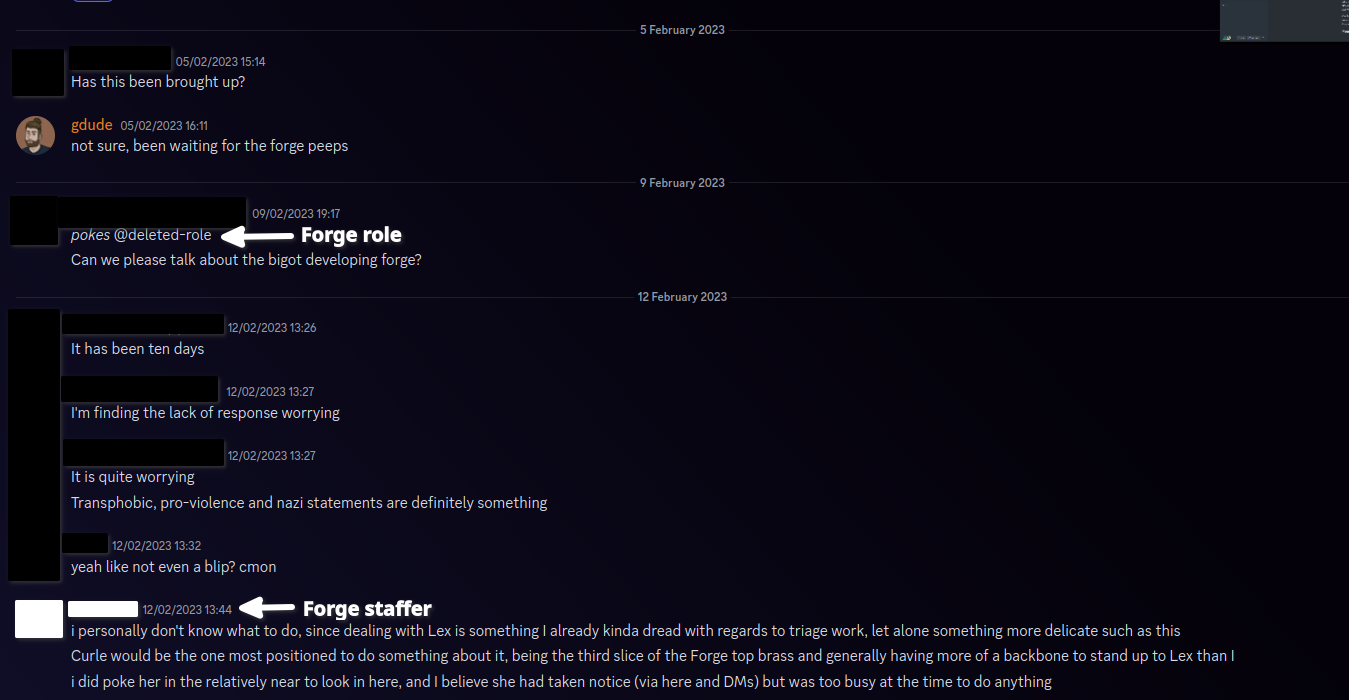 5 February 2023
05/02/2023 15:14
Has this been brought up?
gdude 05/02/2023 16:11
not sure, been waiting for the forge peeps
9 February 2023
09/02/2023 19:17
pokes @deleted-role Forge role
Can we please talk about the bigot developing forge?
12 February 2023
12/02/2023 13:26
It has been ten days
12/02/2023 13:27
I'm finding the lack of response worrying
12/02/2023 13:27
It is quite worrying
Transphobic, pro-violence and nazi statements are definitely something
12/02/2023 13:32
yeah like not even a blip? cmon
12/02/2023 13:44 Forge staffer
i personally don't know what to do, since dealing with Lex is something I already kinda dread with regards to triage work, let alone something more delicate such as this
Curle would be the one most positioned to do something about it, being the third slice of the Forge top brass and generally having more of a backbone to stand up to Lex than I
i did poke her in the relatively near to look in here, and I believe she had taken notice (via here and DMs) but was too busy at the time to do anything